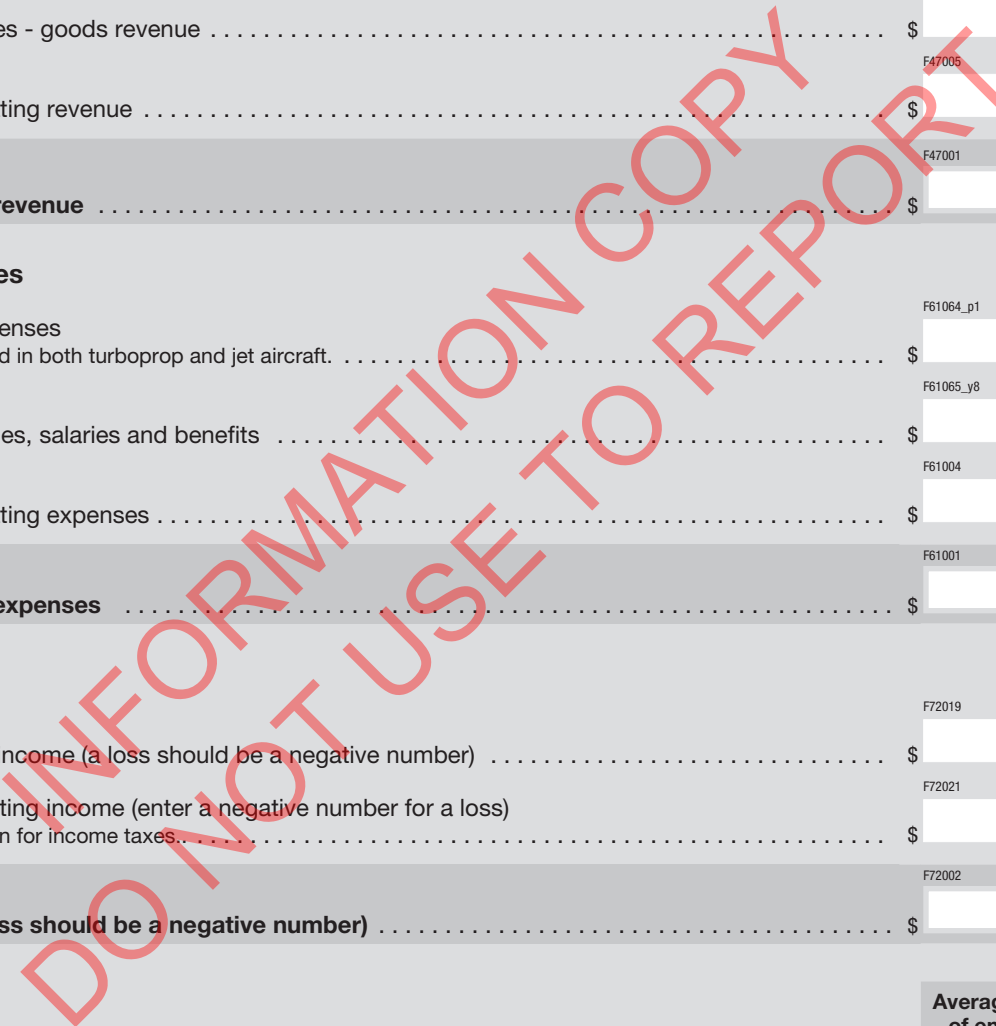 es - goods revenue ........ $
F47005
ting revenue ........ $
F47001
revenue ........ $
es
F61064_p1
enses
d in both turboprop and jet aircraft. ........ $
F61065_y8
es, salaries and benefits ........ $
F61004
ting expenses ........ $
F61001
expenses ........ $
F72019
income (a loss should be a negative number) ........ $
F72021
ting income (enter a negative number for a loss)
n for income taxes.. ........ $
F72002
ss should be a negative number) ........ $
Averag
of en
INFORMATION COPY
DO NOT USE TO REPORT